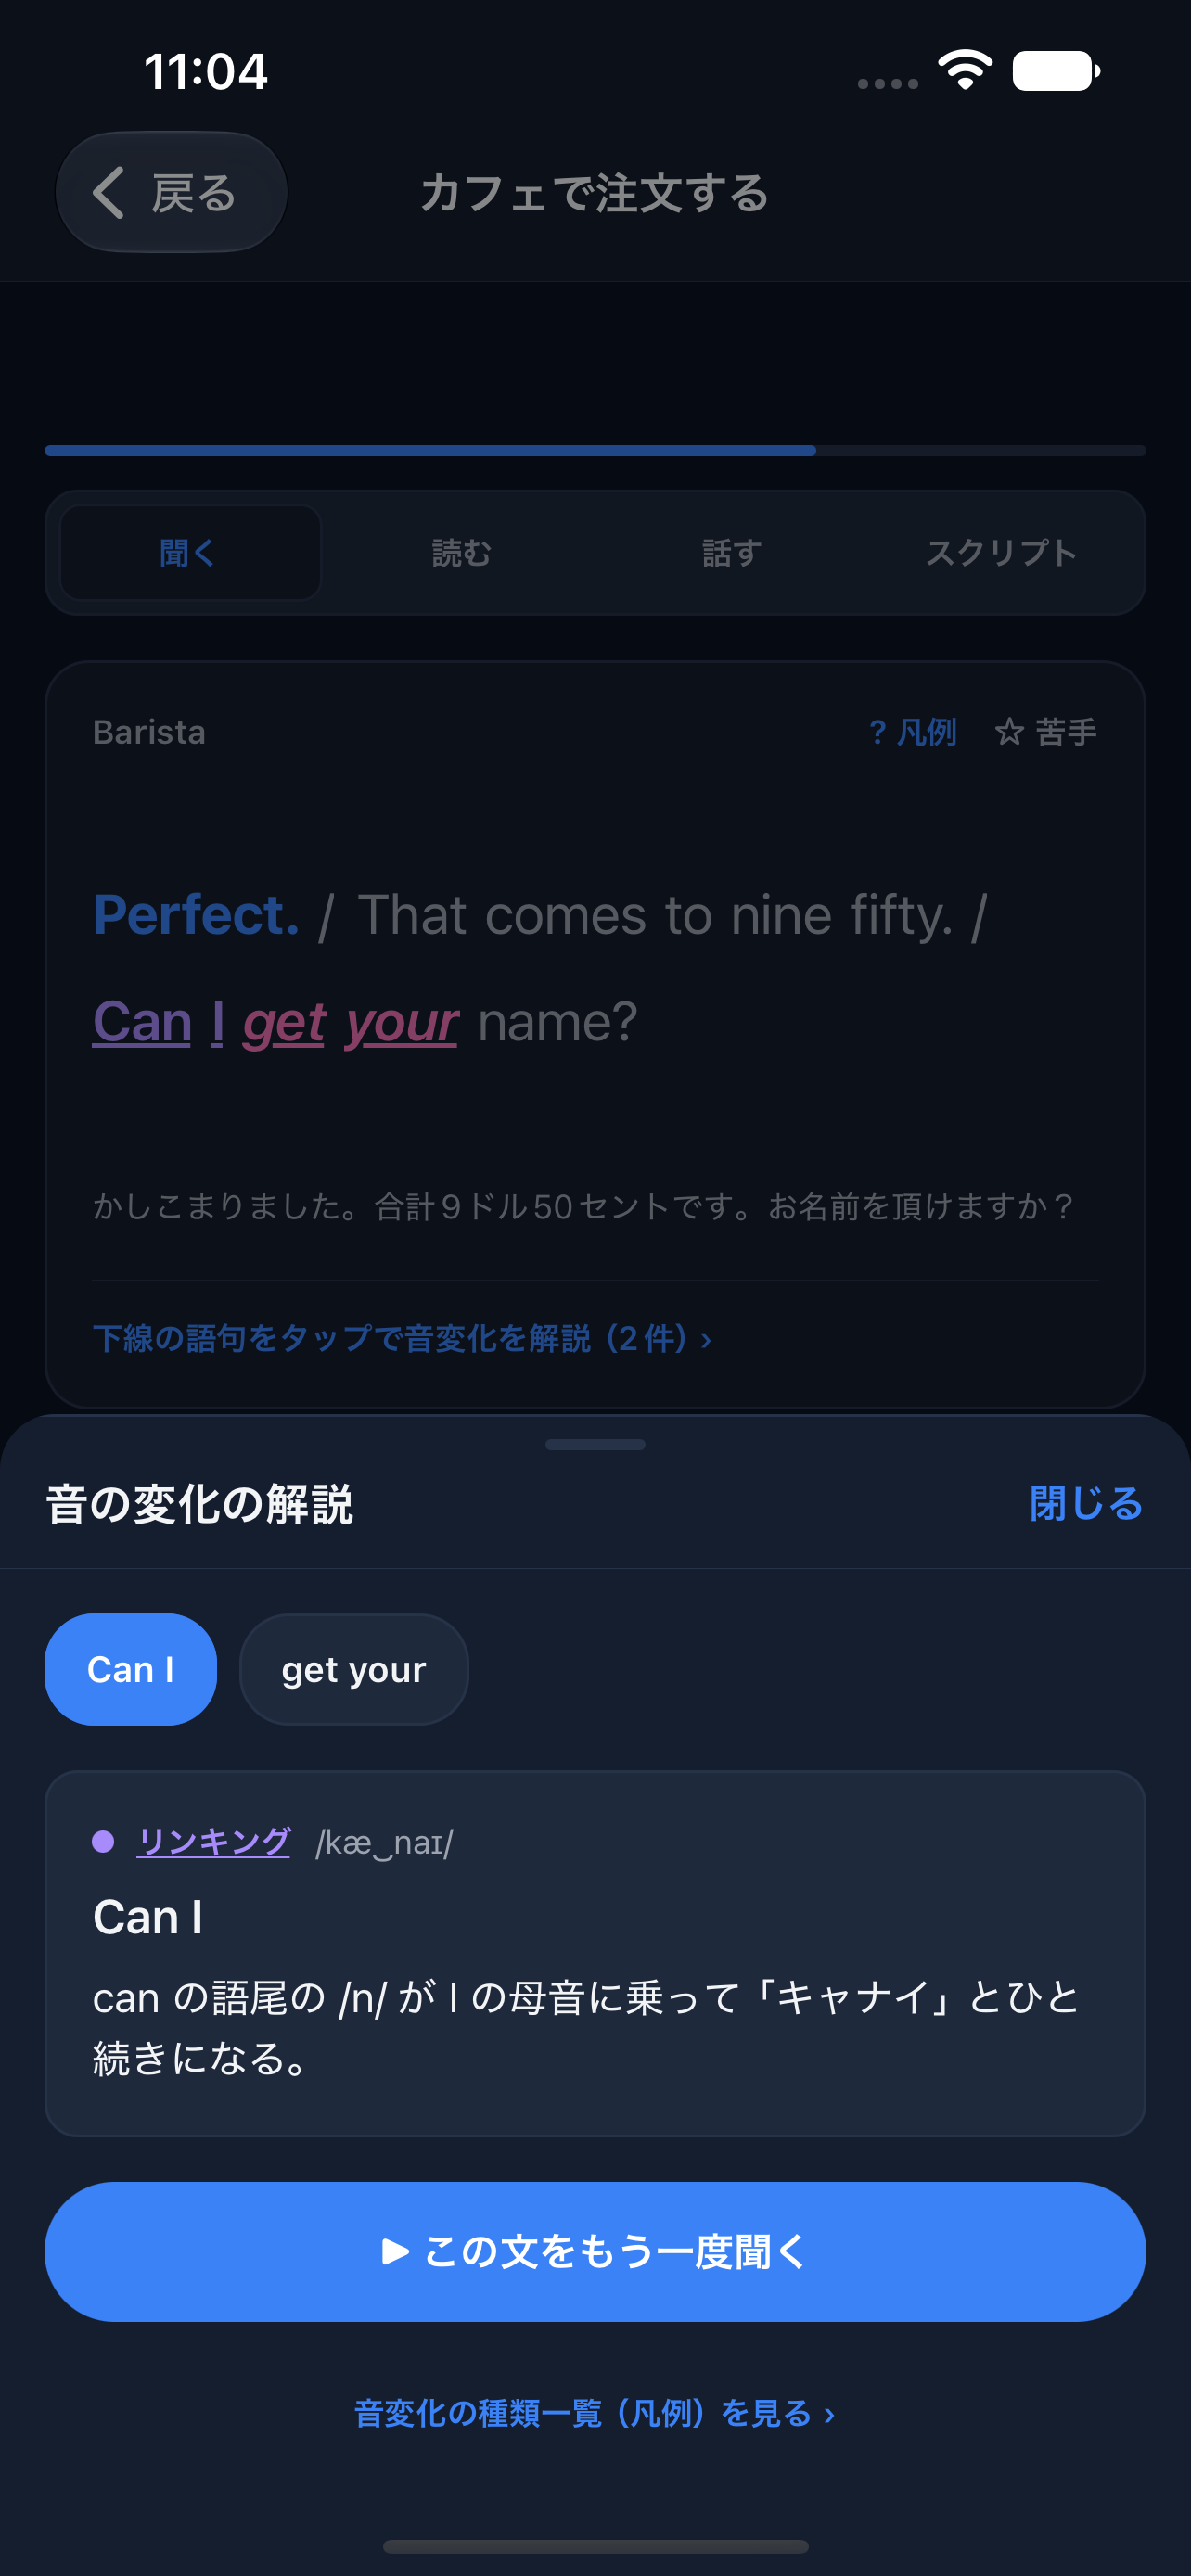 11:04
戻る
カフェで注文する
聞く
読む
話す
スクリプト
Barista
? 凡例
☆ 苦手
Perfect. / That comes to nine fifty. /
Can I get your name?
かしこまりました。合計9ドル50セントです。お名前を頂けますか？
下線の語句をタップで音変化を解説（2件）›
音の変化の解説
閉じる
Can I
get your
リンキング /kæ‿naɪ/
Can I
can の語尾の /n/ が I の母音に乗って「キャナイ」とひと
続きになる。
▶ この文をもう一度聞く
音変化の種類一覧（凡例）を見る ›